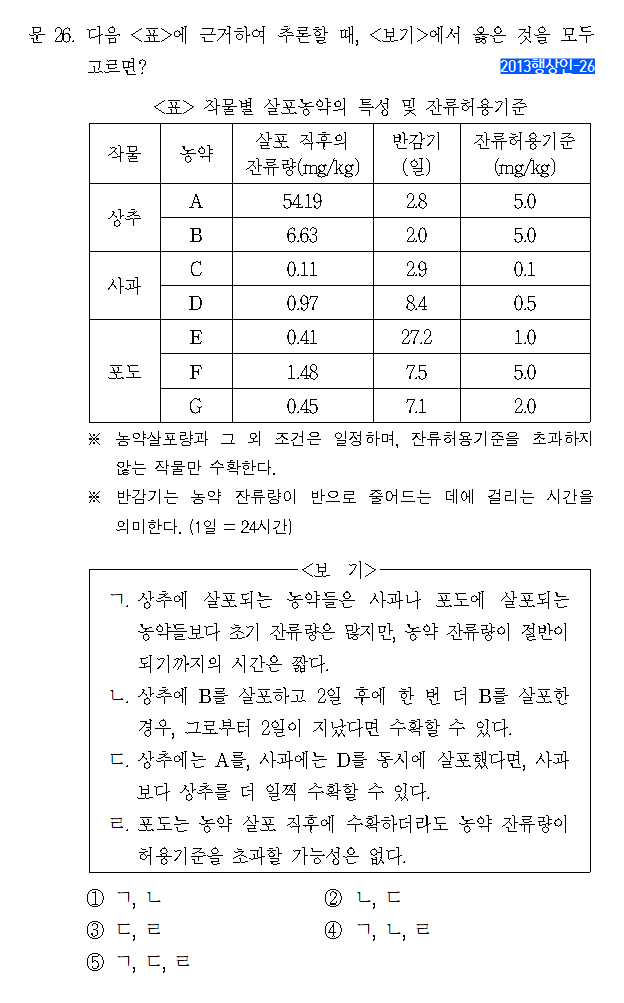 문 26. 다음 <표>에 근거하여 추론할 때, <보기>에서 옳은 것을 모두
고르면?
2013행상인-26
<표> 작물별 살포농약의 특성 및 잔류허용기준
작물 농약 살포 직후의 잔류량(mg/kg) 반감기 (일) 잔류허용기준 (mg/kg)
상추 A 54.19 2.8 5.0
B 6.63 2.0 5.0
사과 C 0.11 2.9 0.1
D 0.97 8.4 0.5
포도 E 0.41 27.2 1.0
F 1.48 7.5 5.0
G 0.45 7.1 2.0
※ 농약살포량과 그 외 조건은 일정하며, 잔류허용기준을 초과하지
않는 작물만 수확한다.
※ 반감기는 농약 잔류량이 반으로 줄어드는 데에 걸리는 시간을
의미한다. (1일 = 24시간)
<보 기>
ㄱ. 상추에 살포되는 농약들은 사과나 포도에 살포되는
농약들보다 초기 잔류량은 많지만, 농약 잔류량이 절반이
되기까지의 시간은 짧다.
ㄴ. 상추에 B를 살포하고 2일 후에 한 번 더 B를 살포한
경우, 그로부터 2일이 지났다면 수확할 수 있다.
ㄷ. 상추에는 A를, 사과에는 D를 동시에 살포했다면, 사과
보다 상추를 더 일찍 수확할 수 있다.
ㄹ. 포도는 농약 살포 직후에 수확하더라도 농약 잔류량이
허용기준을 초과할 가능성은 없다.
① ㄱ, ㄴ ② ㄴ, ㄷ
③ ㄷ, ㄹ ④ ㄱ, ㄴ, ㄹ
⑤ ㄱ, ㄷ, ㄹ